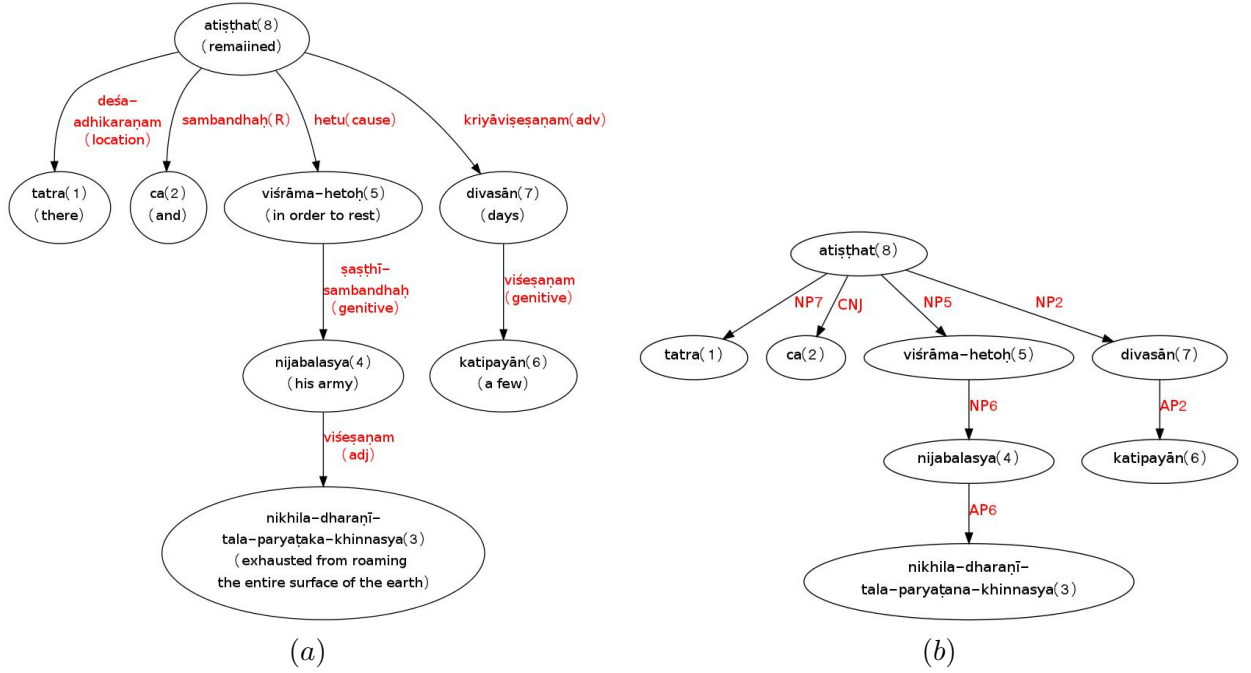 atiṣṭhat(8)
(remaiined)
deśa-
adhikaraṇam
(location)
sambandhaḥ(R)
hetu(cause)
kriyāviṣeṣaṇam(adv)
tatra(1)
(there)
ca(2)
(and)
viśrāma-hetoḥ(5)
(in order to rest)
divasān(7)
(days)
ṣaṣṭhī-
sambandhaḥ
(genitive)
viśeṣaṇam
(genitive)
nijabalasya(4)
(his army)
katipayān(6)
(a few)
viśeṣaṇam
(adj)
nikhila-dharaṇī-
tala-paryaṭaka-khinnasya(3)
(exhausted from roaming
the entire surface of the earth)
(a)
atiṣṭhat(8)
NP7
CNJ
NP5
NP2
tatra(1)
ca(2)
viśrāma-hetoḥ(5)
divasān(7)
NP6
AP2
nijabalasya(4)
katipayān(6)
AP6
nikhila-dharaṇī-
tala-paryaṭana-khinnasya(3)
(b)